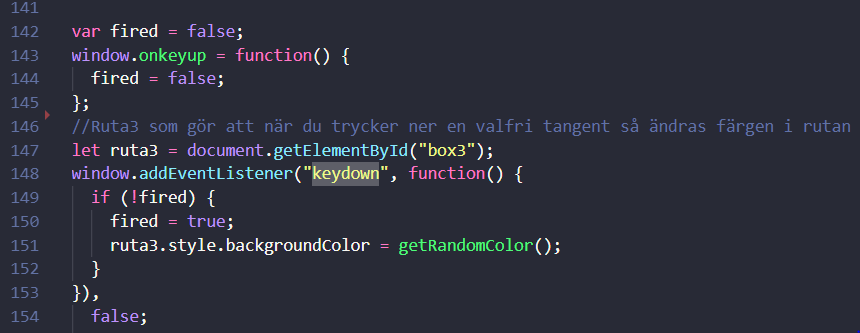 141
142 var fired = false;
143 window.onkeyup = function() {
144 fired = false;
145 };
146 //Ruta3 som gör att när du trycker ner en valfri tangent så ändras färgen i rutan
147 let ruta3 = document.getElementById("box3");
148 window.addEventListener("keydown", function() {
149 if (!fired) {
150 fired = true;
151 ruta3.style.backgroundColor = getRandomColor();
152 }
153 }),
154 false;